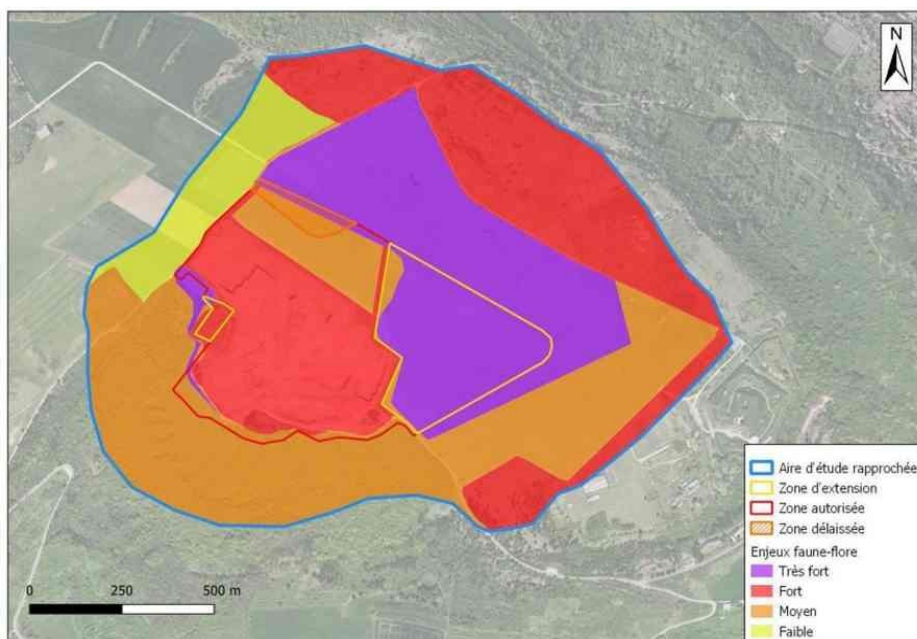 N
Aire d'étude rapprochée
Zone d'extension
Zone autorisée
Zone délaissée
Enjeux faune-flore
Très fort
Fort
Moyen
Faible
0 250 500 m